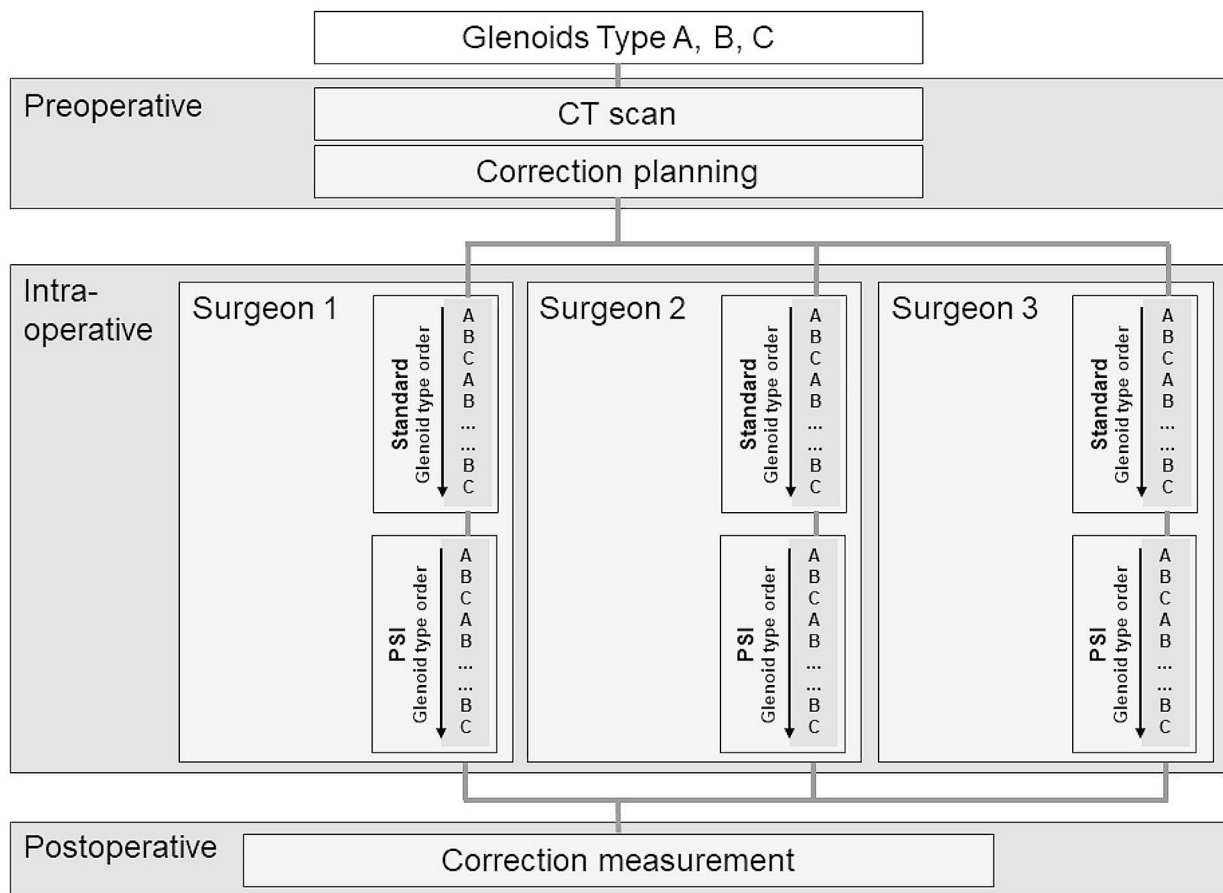 Glenoids Type A, B, C
Preoperative
CT scan
Correction planning
Intra-
operative
Surgeon 1
Standard
Glenoid type order
A
B
C
A
B
...
...
B
C
PSI
Glenoid type order
A
B
C
A
B
...
...
B
C
Surgeon 2
Standard
Glenoid type order
A
B
C
A
B
...
...
B
C
PSI
Glenoid type order
A
B
C
A
B
...
...
B
C
Surgeon 3
Standard
Glenoid type order
A
B
C
A
B
...
...
B
C
PSI
Glenoid type order
A
B
C
A
B
...
...
B
C
Postoperative
Correction measurement